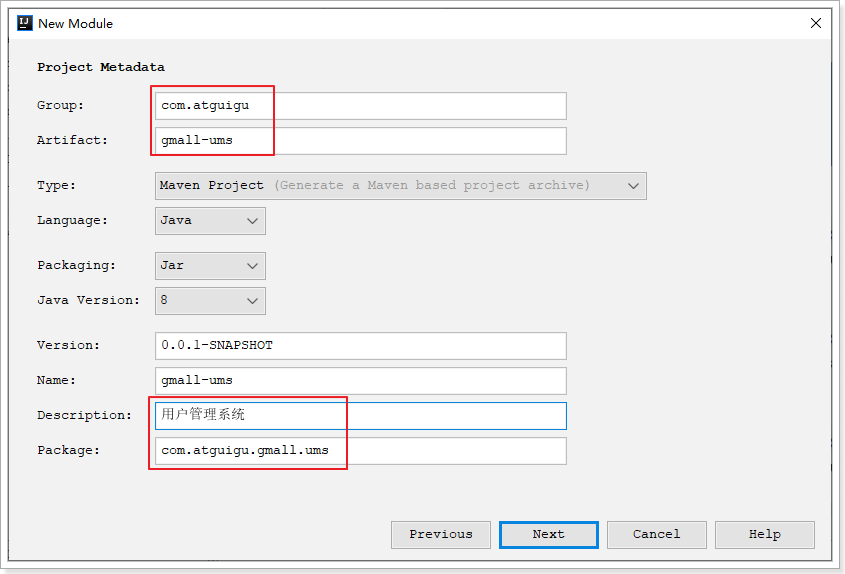 New Module
Project Metadata
Group: com.atguigu
Artifact: gmall-ums
Type: Maven Project (Generate a Maven based project archive)
Language: Java
Packaging: Jar
Java Version: 8
Version: 0.0.1-SNAPSHOT
Name: gmall-ums
Description: 用户管理系统
Package: com.atguigu.gmall.ums
Previous Next Cancel Help